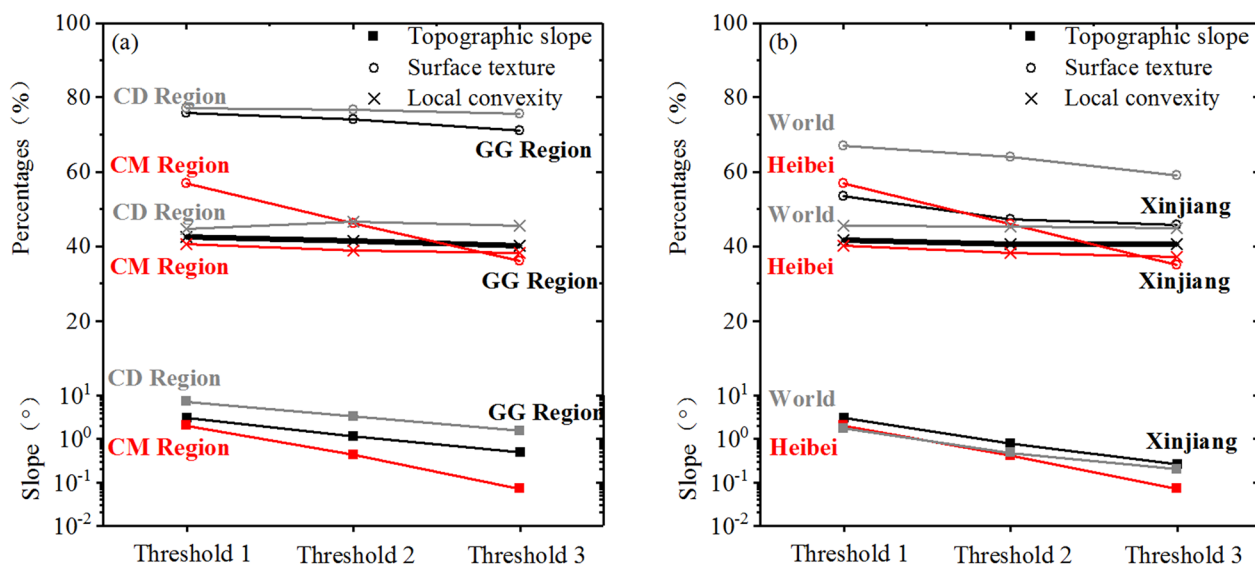 (a)
Topographic slope
Surface texture
Local convexity
CD Region
GG Region
CM Region
CD Region
CM Region
GG Region
CD Region
GG Region
CM Region
Percentages（%）
100
80
60
40
20
Slope（°）
10¹
10⁰
10⁻¹
10⁻²
Threshold 1 Threshold 2 Threshold 3
(b)
Topographic slope
Surface texture
Local convexity
World
Heibei
Xinjiang
World
Heibei
Xinjiang
World
Heibei
Xinjiang
Percentages（%）
100
80
60
40
20
Slope（°）
10¹
10⁰
10⁻¹
10⁻²
Threshold 1 Threshold 2 Threshold 3